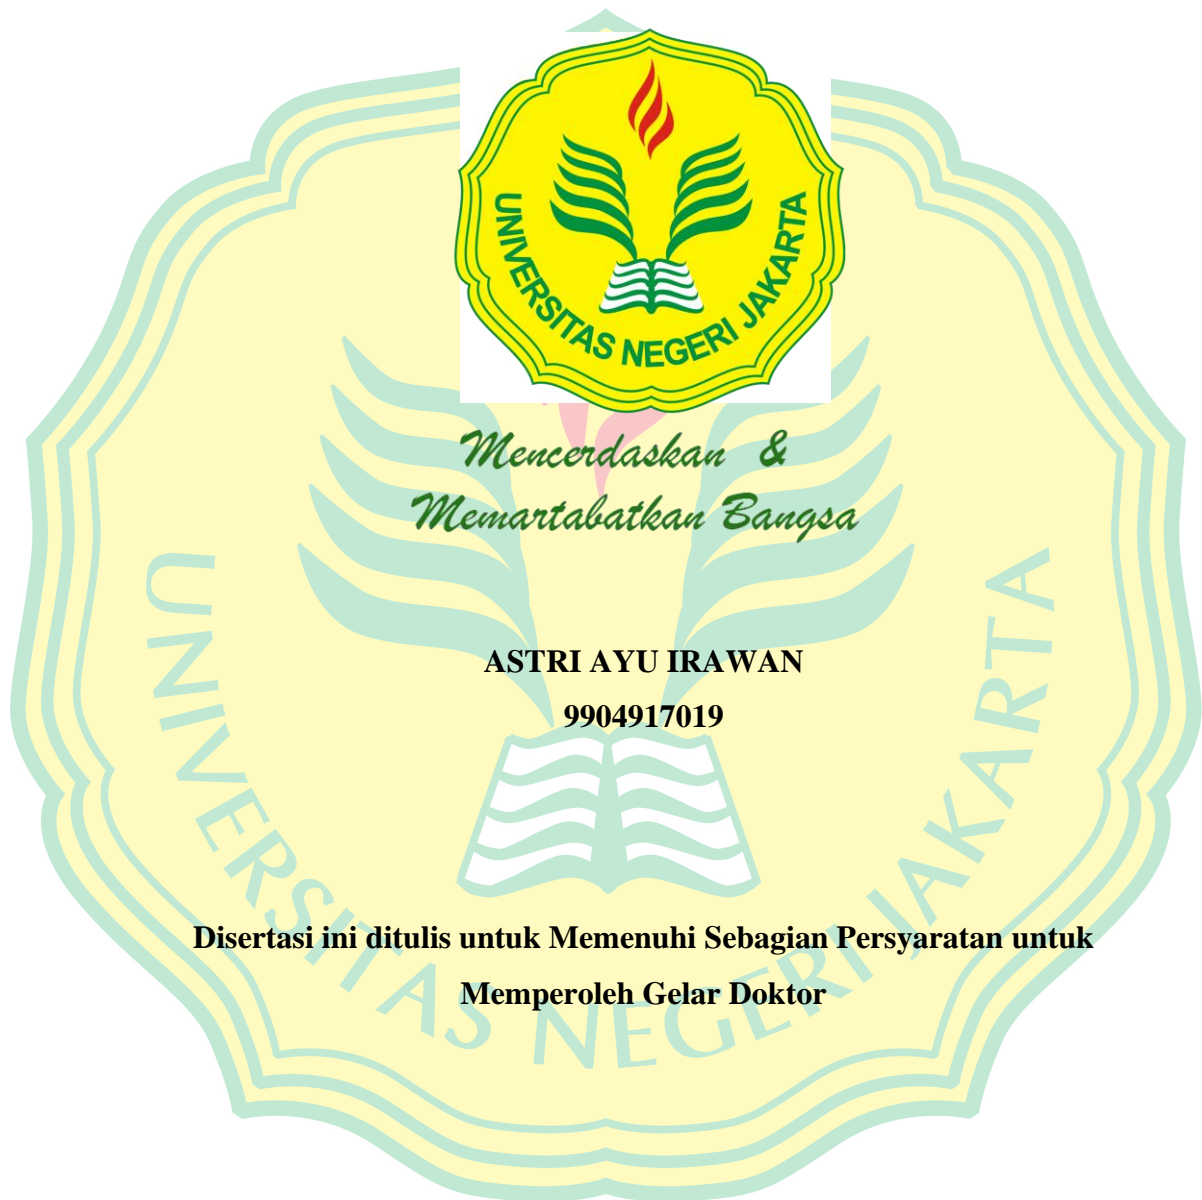 UNIVERSITAS NEGERI JAKARTA
Mencerdaskan &
Memartabatkan Bangsa
ASTRI AYU IRAWAN
9904917019
Disertasi ini ditulis untuk Memenuhi Sebagian Persyaratan untuk
Memperoleh Gelar Doktor
UNIVERSITAS NEGERI JAKARTA